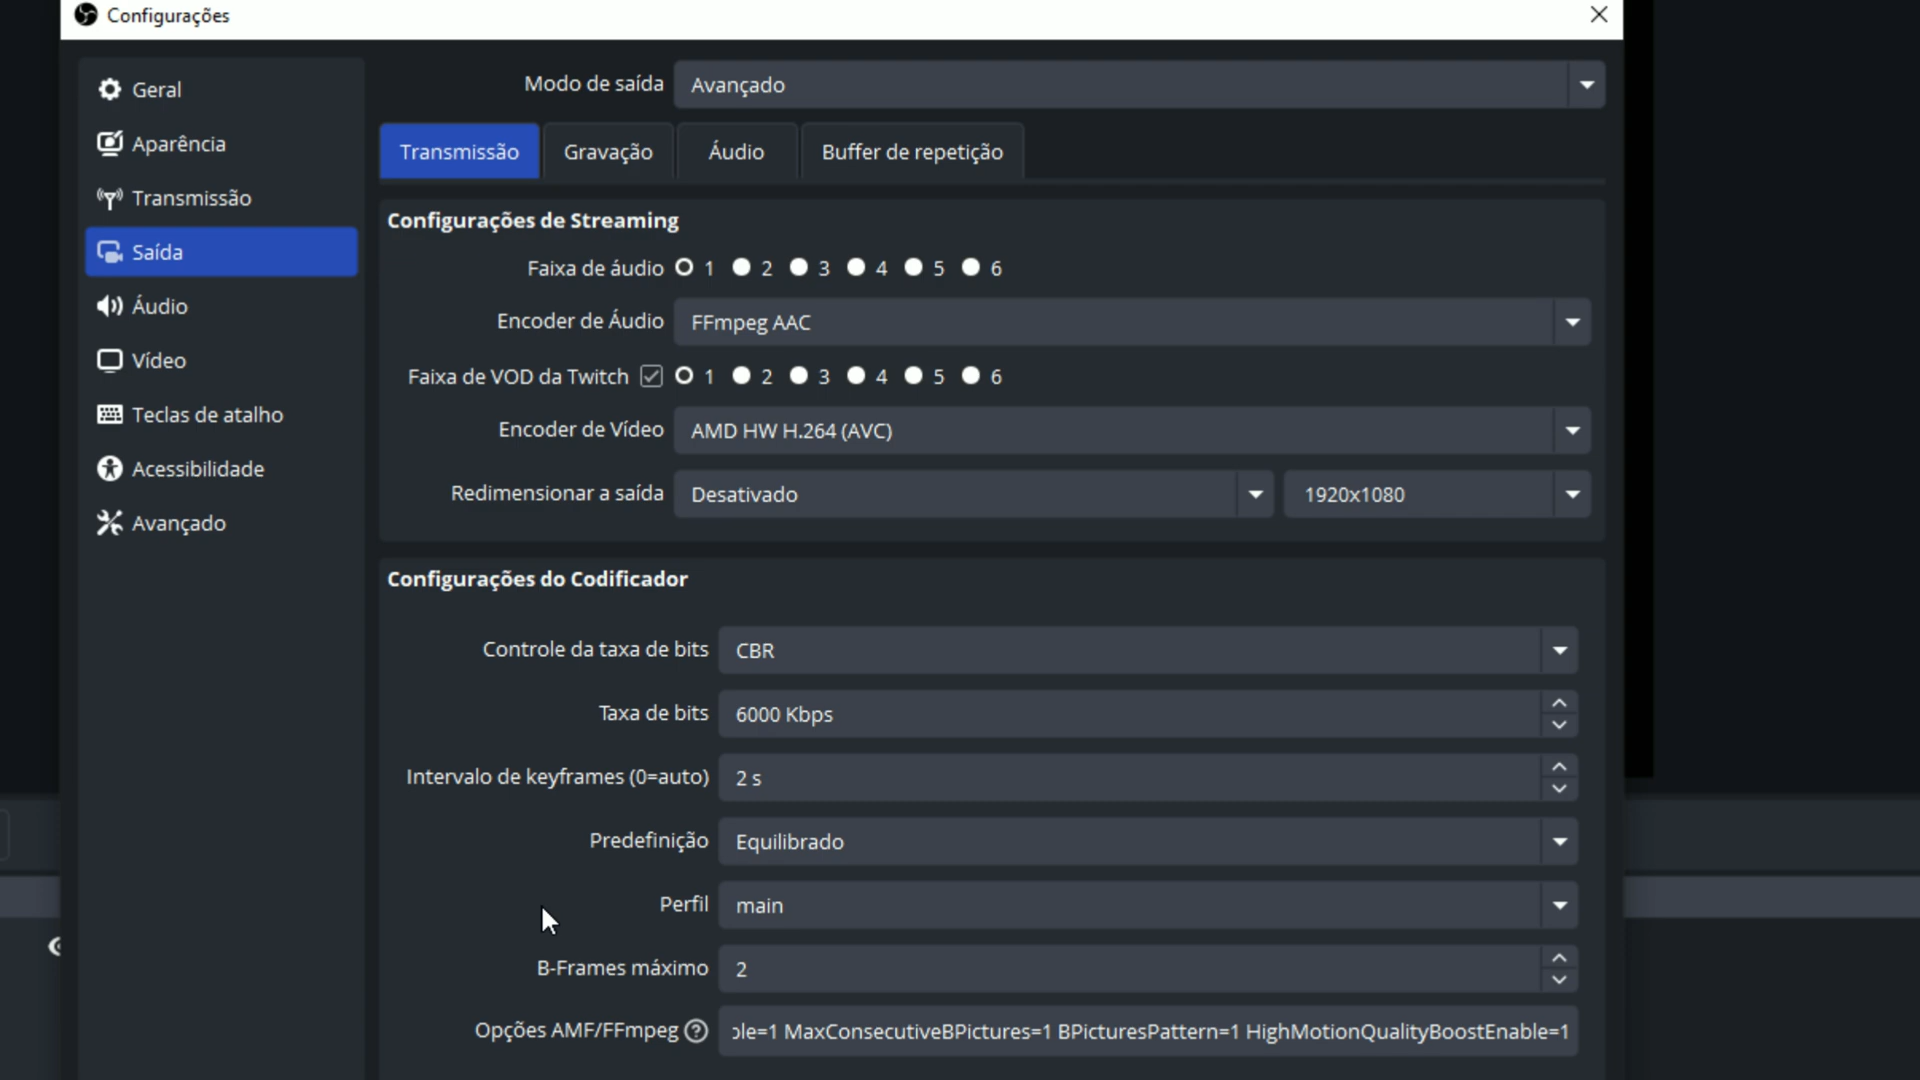 Configurações
Geral
Aparência
Transmissão
Saída
Áudio
Vídeo
Teclas de atalho
Acessibilidade
Avançado
Modo de saída Avançado
Transmissão Gravação Áudio Buffer de repetição
Configurações de Streaming
Faixa de áudio 1 2 3 4 5 6
Encoder de Áudio FFmpeg AAC
Faixa de VOD da Twitch 1 2 3 4 5 6
Encoder de Vídeo AMD HW H.264 (AVC)
Redimensionar a saída Desativado 1920x1080
Configurações do Codificador
Controle da taxa de bits CBR
Taxa de bits 6000 Kbps
Intervalo de keyframes (0=auto) 2 s
Predefinição Equilibrado
Perfil main
B-Frames máximo 2
Opções AMF/FFmpeg ? ble=1 MaxConsecutiveBPictures=1 BPicturesPattern=1 HighMotionQualityBoostEnable=1